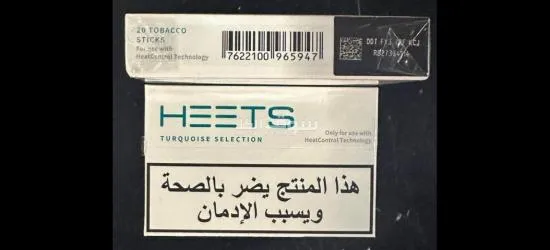 20 TOBACCO
STICKS
For use with
HeatControl Technology
7622100 965947
HEETS
TURQUOISE SELECTION
Only for use with
HeatControl Technology
هذا المنتج يضر بالصحة
ويسبب الإدمان